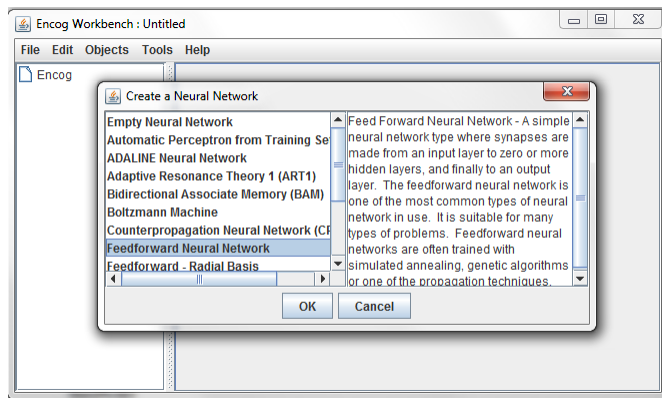 Encog Workbench : Untitled
File Edit Objects Tools Help
Encog
Create a Neural Network
Empty Neural Network
Automatic Perceptron from Training Se
ADALINE Neural Network
Adaptive Resonance Theory 1 (ART1)
Bidirectional Associate Memory (BAM)
Boltzmann Machine
Counterpropagation Neural Network (CP
Feedforward Neural Network
Feedforward - Radial Basis
Feed Forward Neural Network - A simple
neural network type where synapses are
made from an input layer to zero or more
hidden layers, and finally to an output
layer. The feedforward neural network is
one of the most common types of neural
network in use. It is suitable for many
types of problems. Feedforward neural
networks are often trained with
simulated annealing, genetic algorithms
or one of the propagation techniques.
OK Cancel